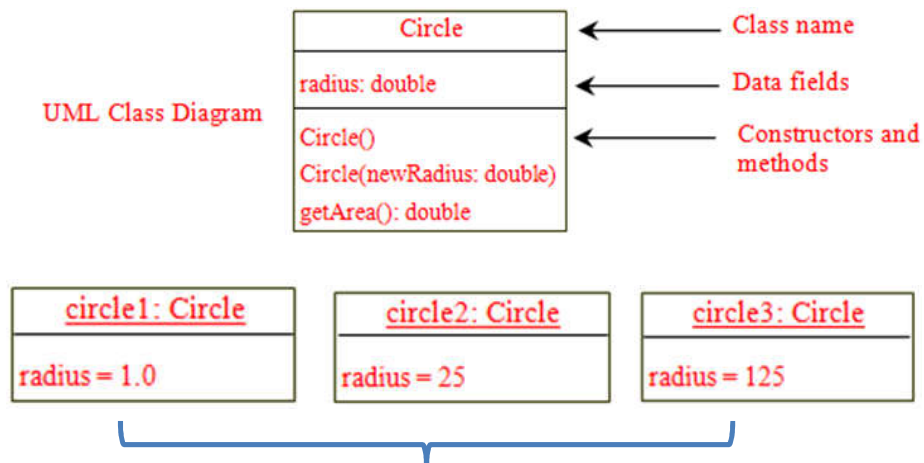 Circle
Class name
radius: double
Data fields
UML Class Diagram
Circle()
Constructors and
methods
Circle(newRadius: double)
getArea(): double
circle1: Circle
radius = 1.0
circle2: Circle
radius = 25
circle3: Circle
radius = 125